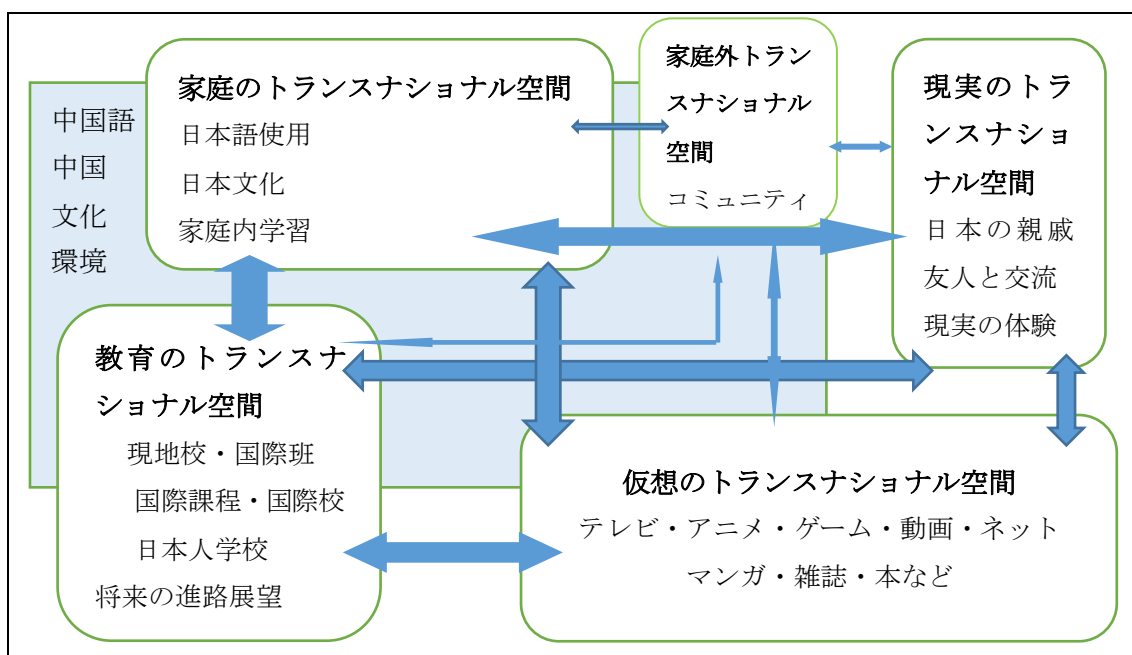 中国語
中国
文化
環境
家庭のトランスナショナル空間
日本語使用
日本文化
家庭内学習
家庭外トラン
スナショナル
空間
コミュニティ
現実のトラ
ンスナショ
ナル空間
日本の親戚
友人と交流
現実の体験
教育のトランスナ
ショナル空間
現地校・国際班
国際課程・国際校
日本人学校
将来の進路展望
仮想のトランスナショナル空間
テレビ・アニメ・ゲーム・動画・ネット
マンガ・雑誌・本など